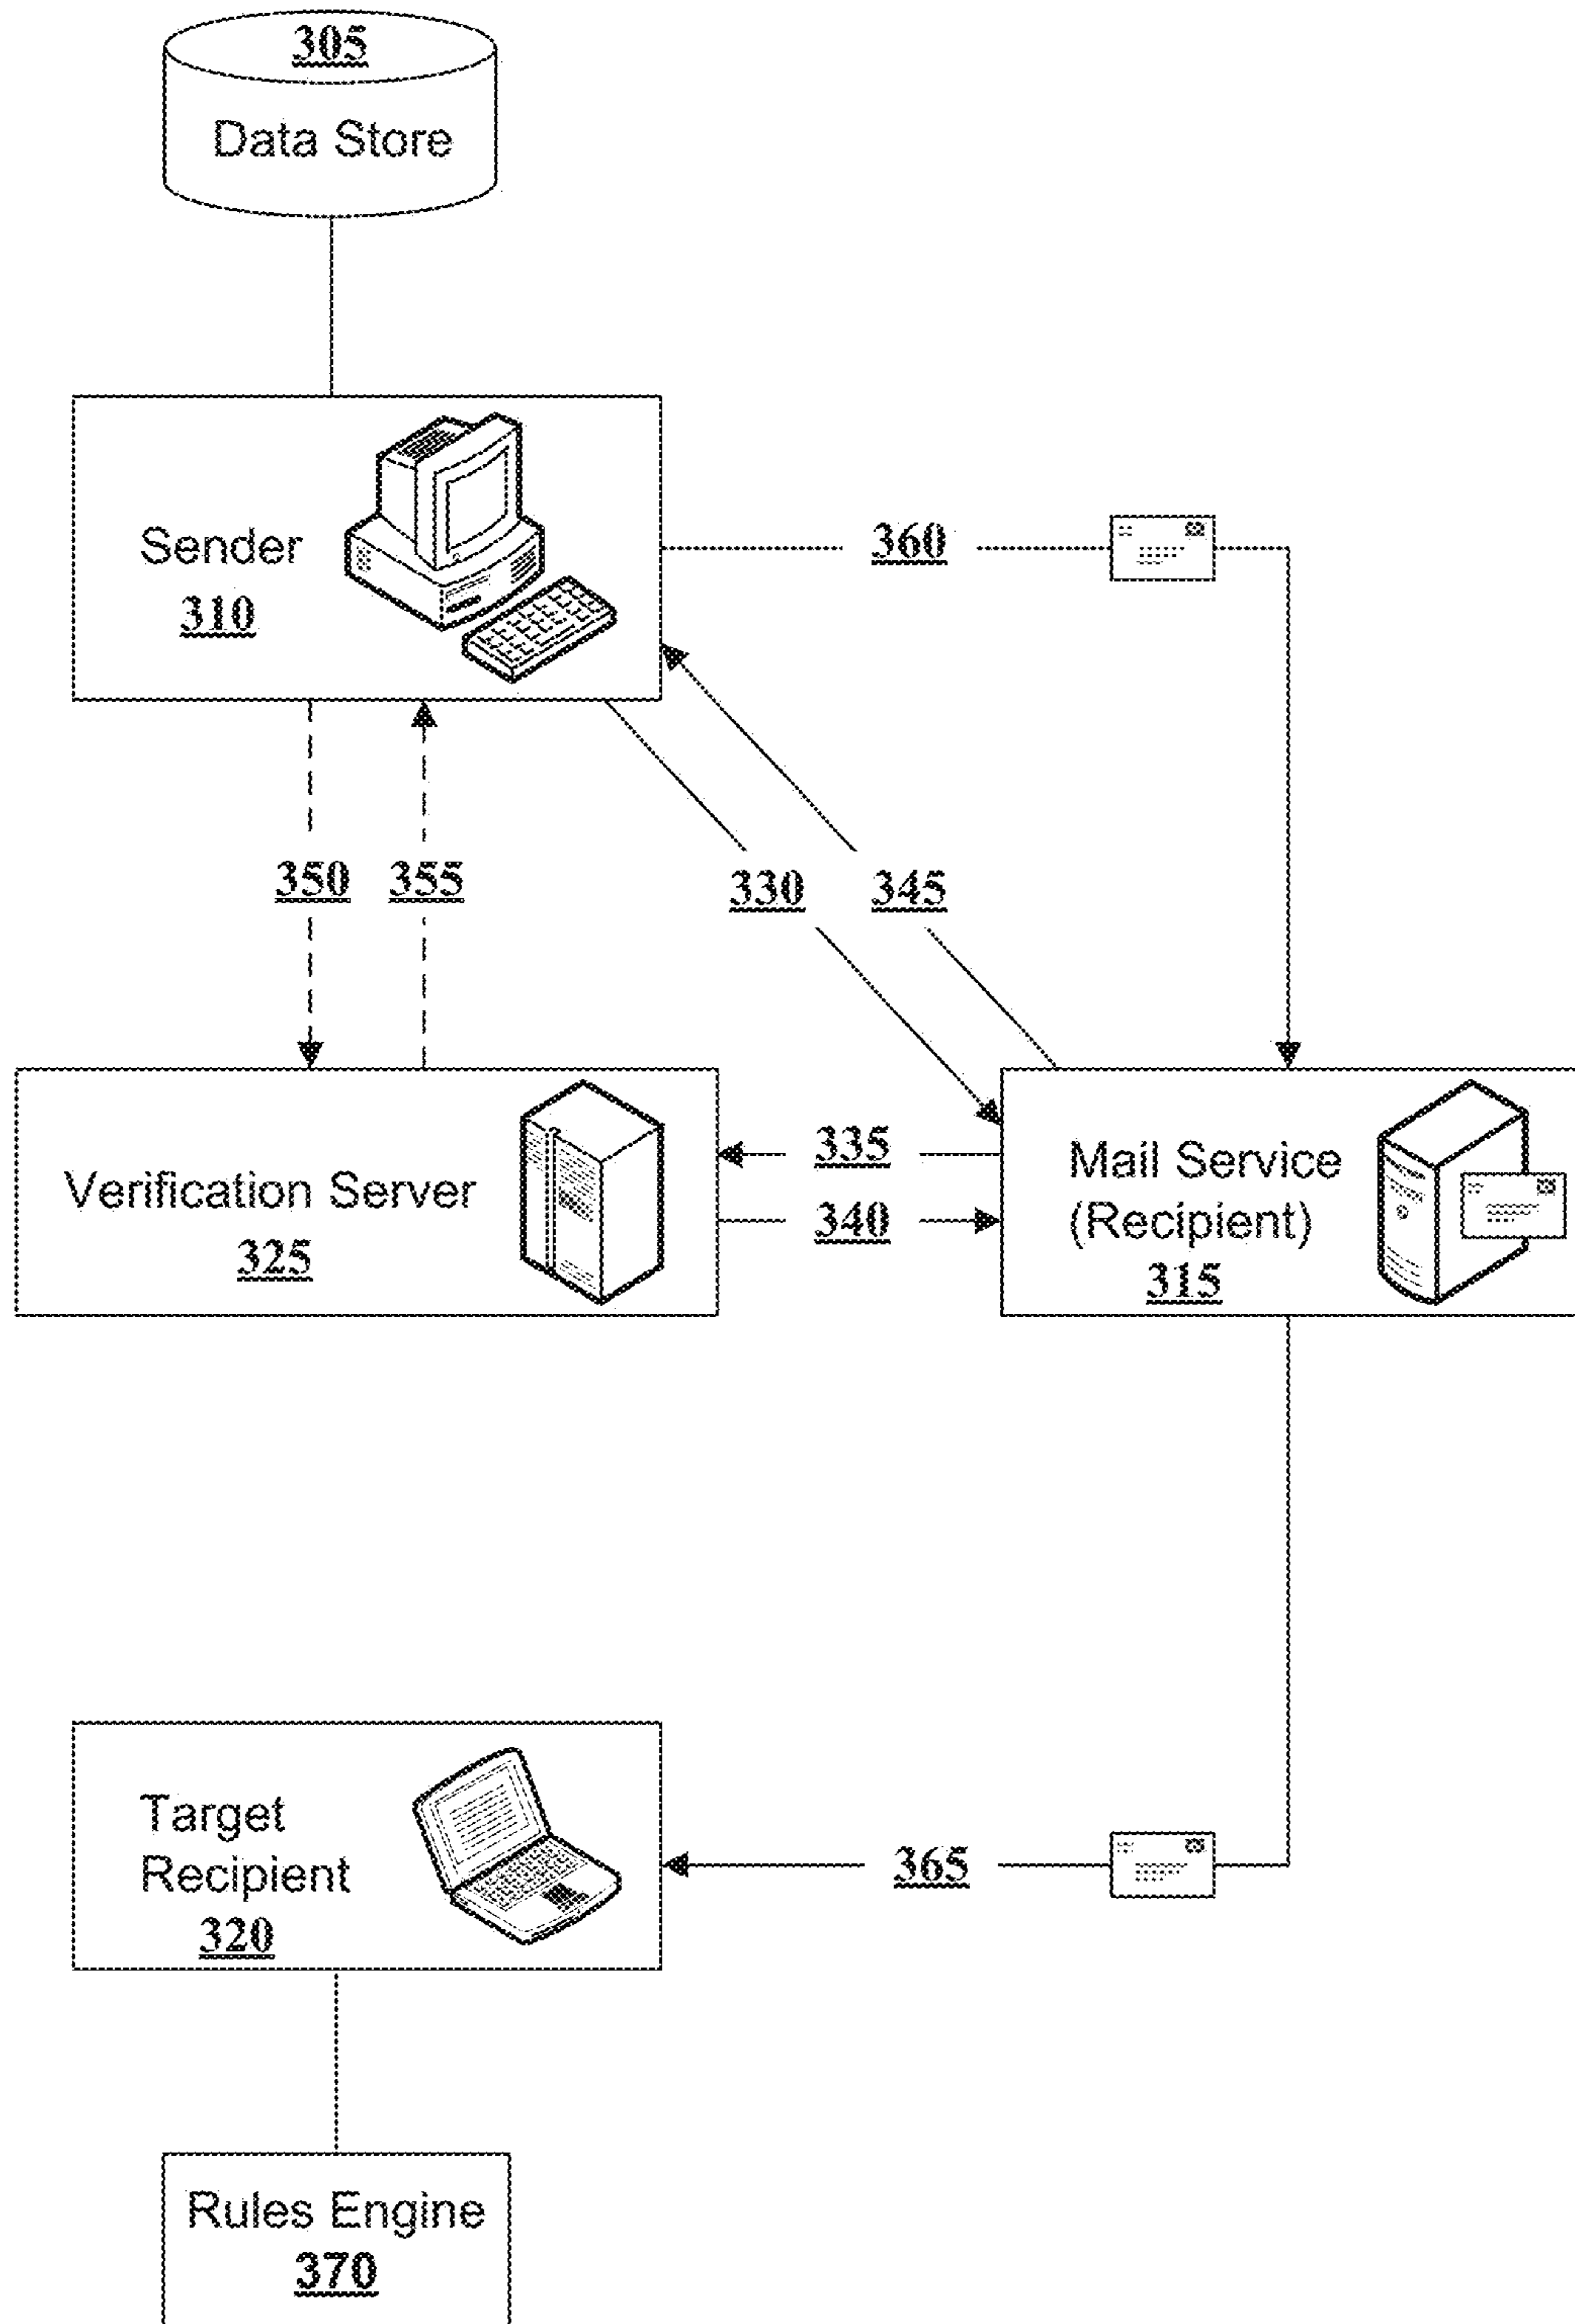 305
Data Store
Sender
310
360
350
355
330
345
Verification Server
325
335
340
Mail Service
(Recipient)
315
Target
Recipient
320
365
Rules Engine
370